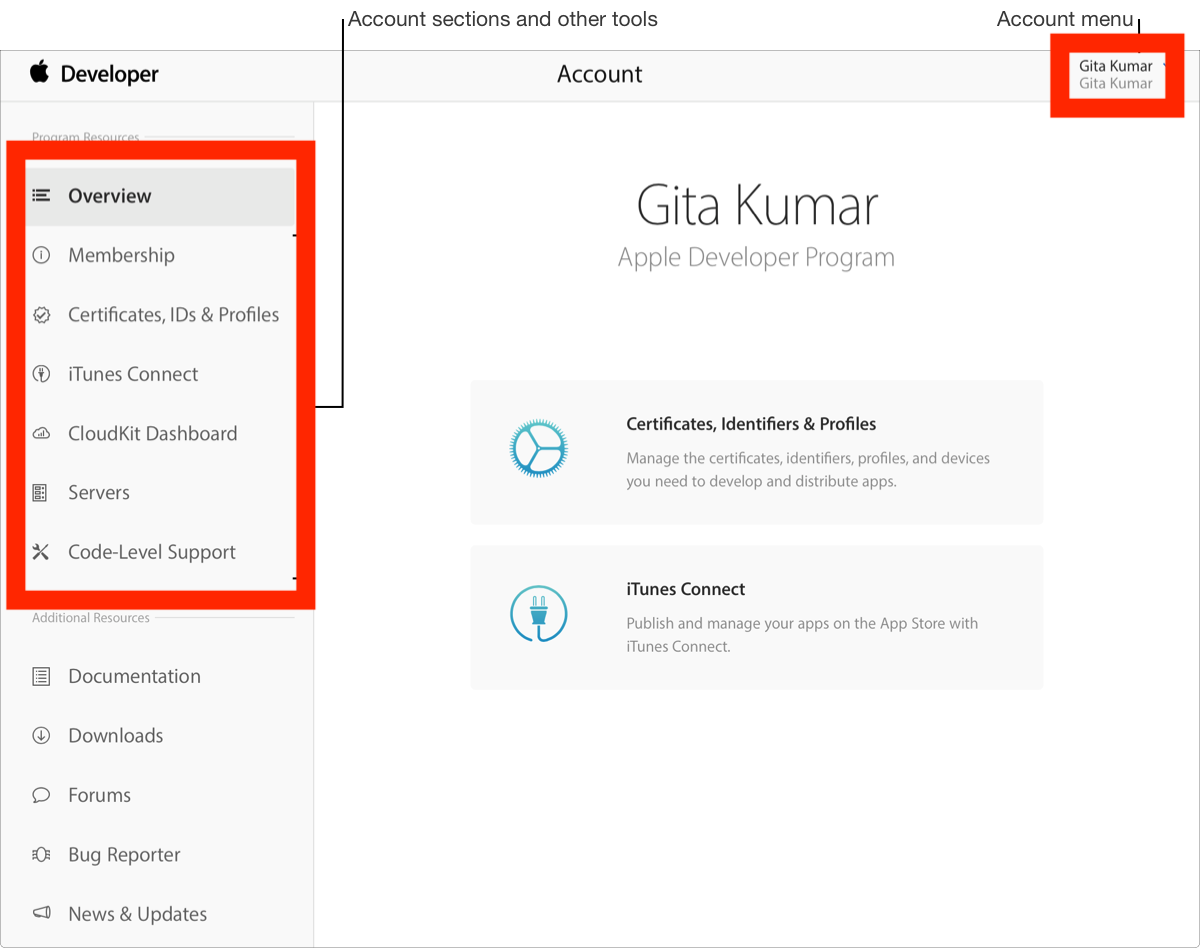 Account sections and other tools
Account menu
Developer
Account
Gita Kumar
Gita Kumar
Program Resources
Overview
Membership
Certificates, IDs & Profiles
iTunes Connect
CloudKit Dashboard
Servers
Code-Level Support
Additional Resources
Documentation
Downloads
Forums
Bug Reporter
News & Updates
Gita Kumar
Apple Developer Program
Certificates, Identifiers & Profiles
Manage the certificates, identifiers, profiles, and devices
you need to develop and distribute apps.
iTunes Connect
Publish and manage your apps on the App Store with
iTunes Connect.